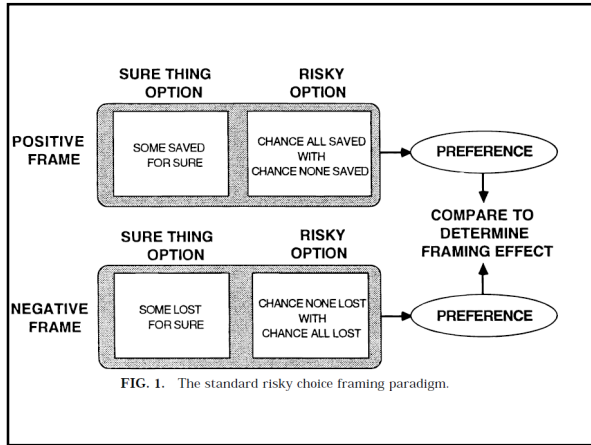 SURE THING
OPTION
RISKY
OPTION
POSITIVE
FRAME
SOME SAVED
FOR SURE
CHANCE ALL SAVED
WITH
CHANCE NONE SAVED
PREFERENCE
COMPARE TO
DETERMINE
FRAMING EFFECT
SURE THING
OPTION
RISKY
OPTION
NEGATIVE
FRAME
SOME LOST
FOR SURE
CHANCE NONE LOST
WITH
CHANCE ALL LOST
PREFERENCE
FIG. 1. The standard risky choice framing paradigm.